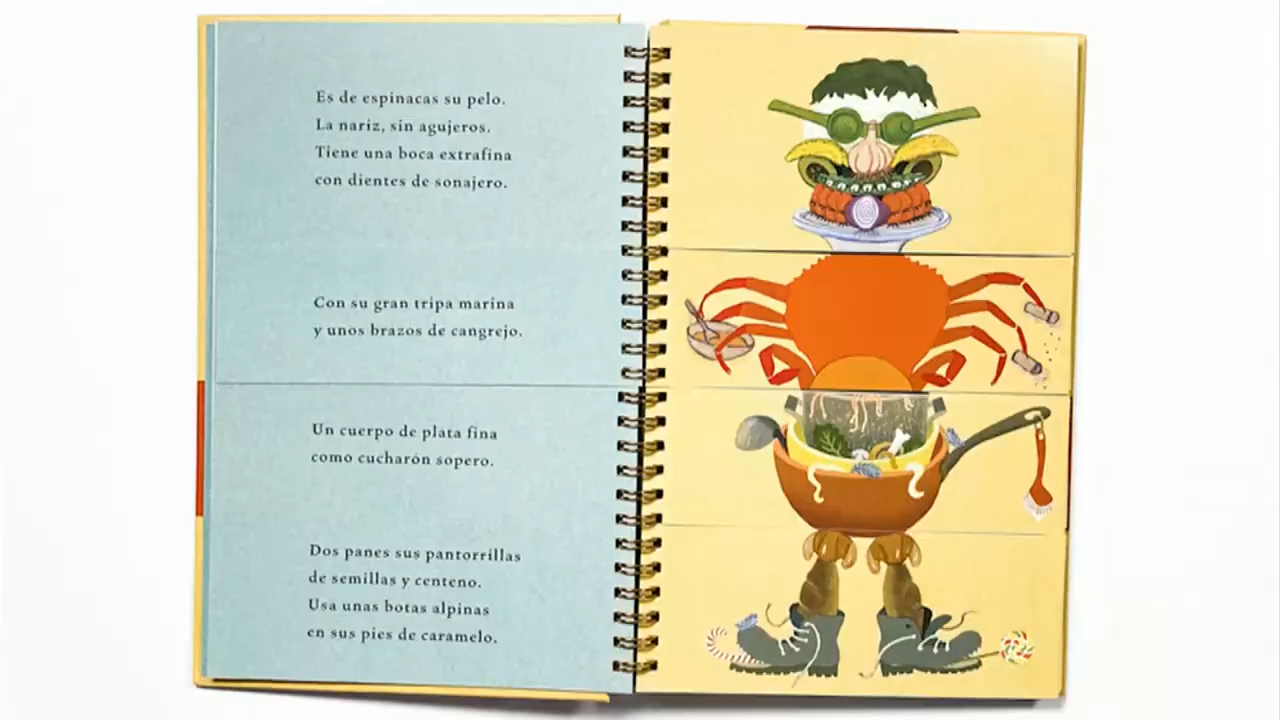 Es de espinacas su pelo.
La nariz, sin agujeros.
Tiene una boca extrafina
con dientes de sonajero.
Con su gran tripa marina
y unos brazos de cangrejo.
Un cuerpo de plata fina
como cucharón sopero.
Dos panes sus pantorrillas
de semillas y centeno.
Usa unas botas alpinas
en sus pies de caramelo.